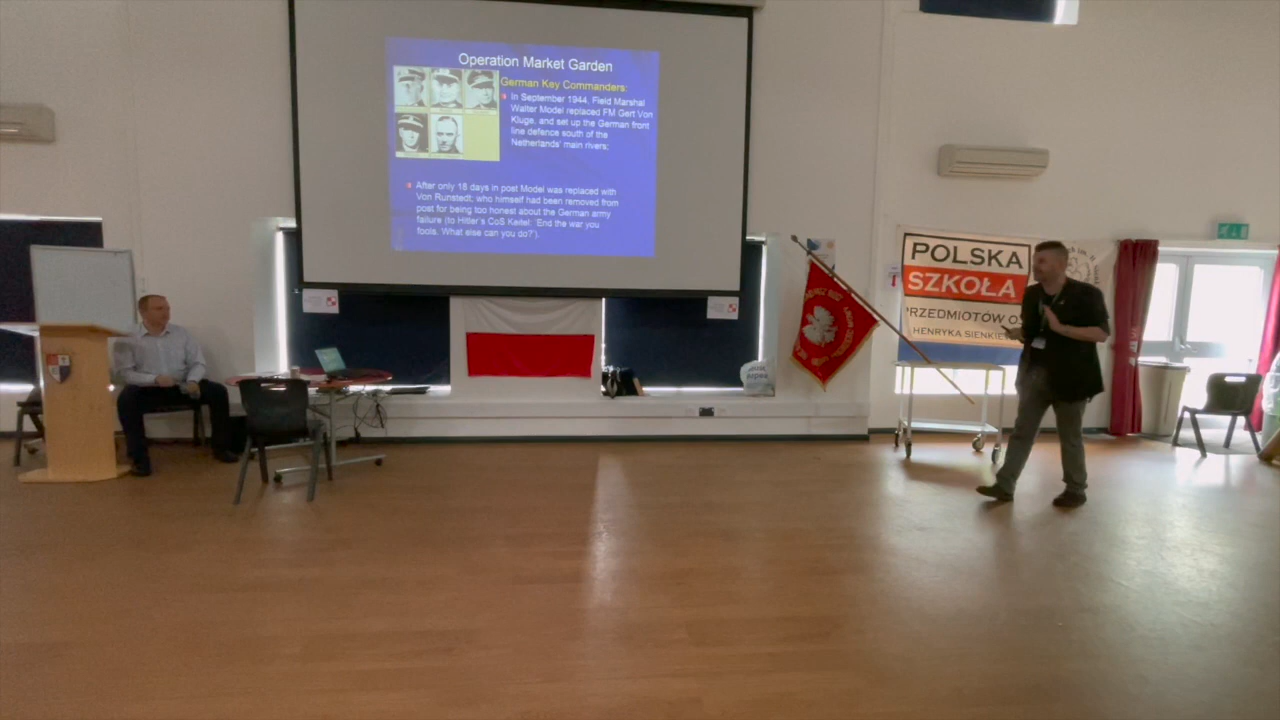 Operation Market Garden
German Key Commanders:
In September 1944, Field Marshal
Walter Model replaced FM Gert Von
Kluge, and set up the German front
line defence south of the
Netherlands' main rivers;
After only 18 days in post Model was replaced with
Von Runstedt; who himself had been removed from
post for being too honest about the German army
failure (to Hitler's CoS Keitel: 'End the war you
fools. What else can you do?').
POLSKA
SZKOŁA
PRZEDMIOTÓW O
HENRYKA SIENKIE